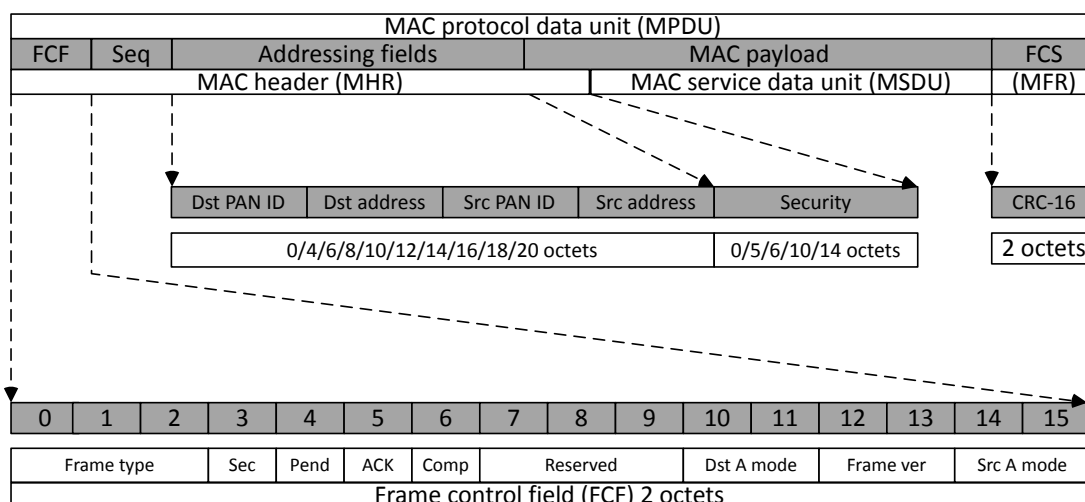 MAC protocol data unit (MPDU)
FCF Seq Addressing fields MAC payload FCS
MAC header (MHR) MAC service data unit (MSDU) (MFR)
Dst PAN ID Dst address Src PAN ID Src address Security CRC-16
0/4/6/8/10/12/14/16/18/20 octets 0/5/6/10/14 octets 2 octets
0 1 2 3 4 5 6 7 8 9 10 11 12 13 14 15
Frame type Sec Pend ACK Comp Reserved Dst A mode Frame ver Src A mode
Frame control field (FCF) 2 octets